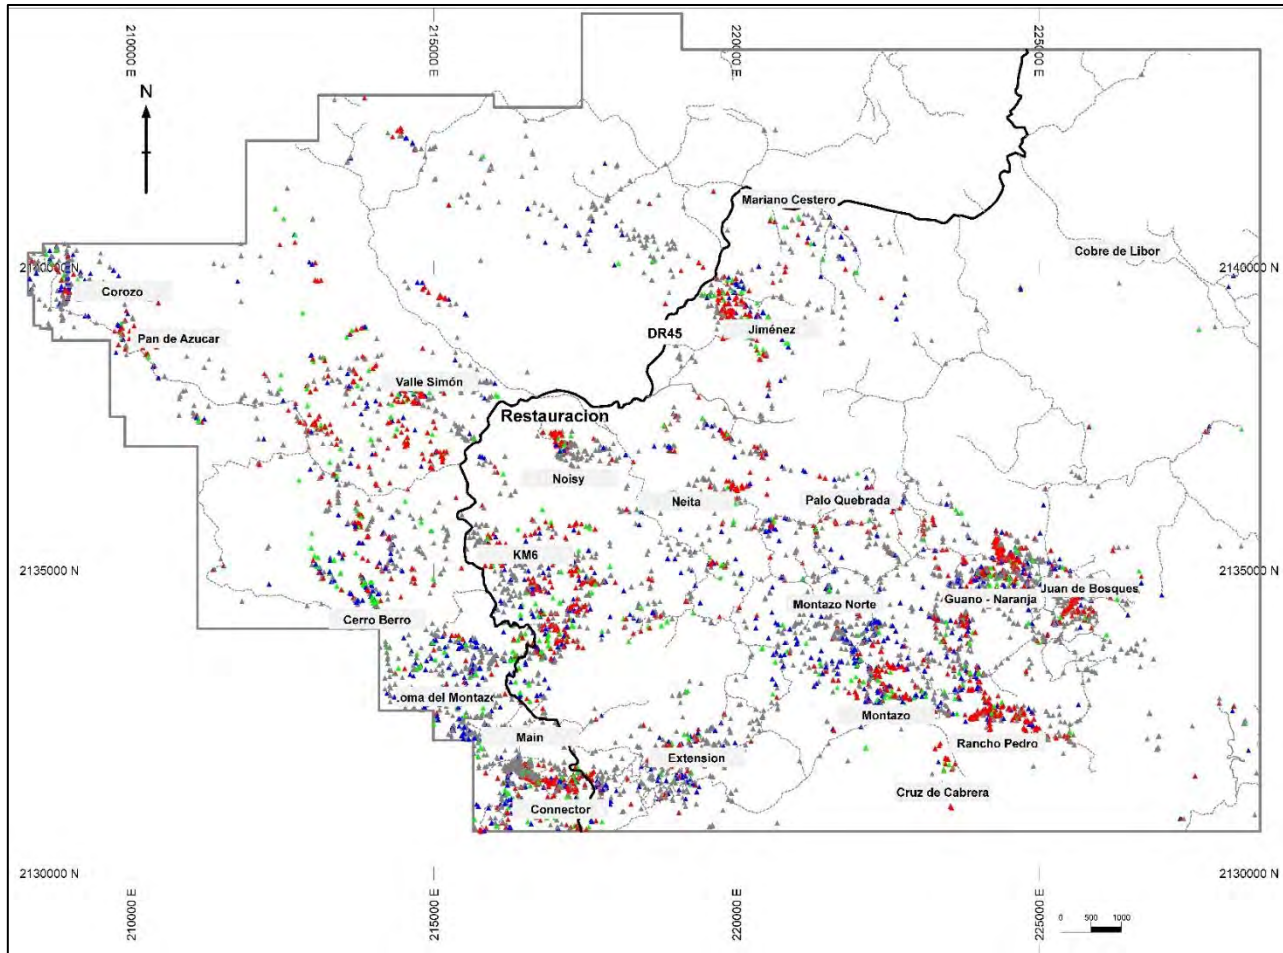 210000 E
215000 E
220000 E
225000 E
N
Mariano Cestero
Cobre de Libor
2140000 N
2140000 N
Corozo
DR45
Jiménez
Pan de Azucar
Valle Simón
Restauracion
Noisy
Neita
Palo Quebrada
KM6
2135000 N
2135000 N
Guano - Naranja
Juan de Bosques
Montazo Norte
Cerro Berro
oma del Montazo
Montazo
Main
Rancho Pedro
Extension
Cruz de Cabrera
Connector
2130000 N
2130000 N
210000 E
215000 E
220000 E
225000 E
0 500 1000